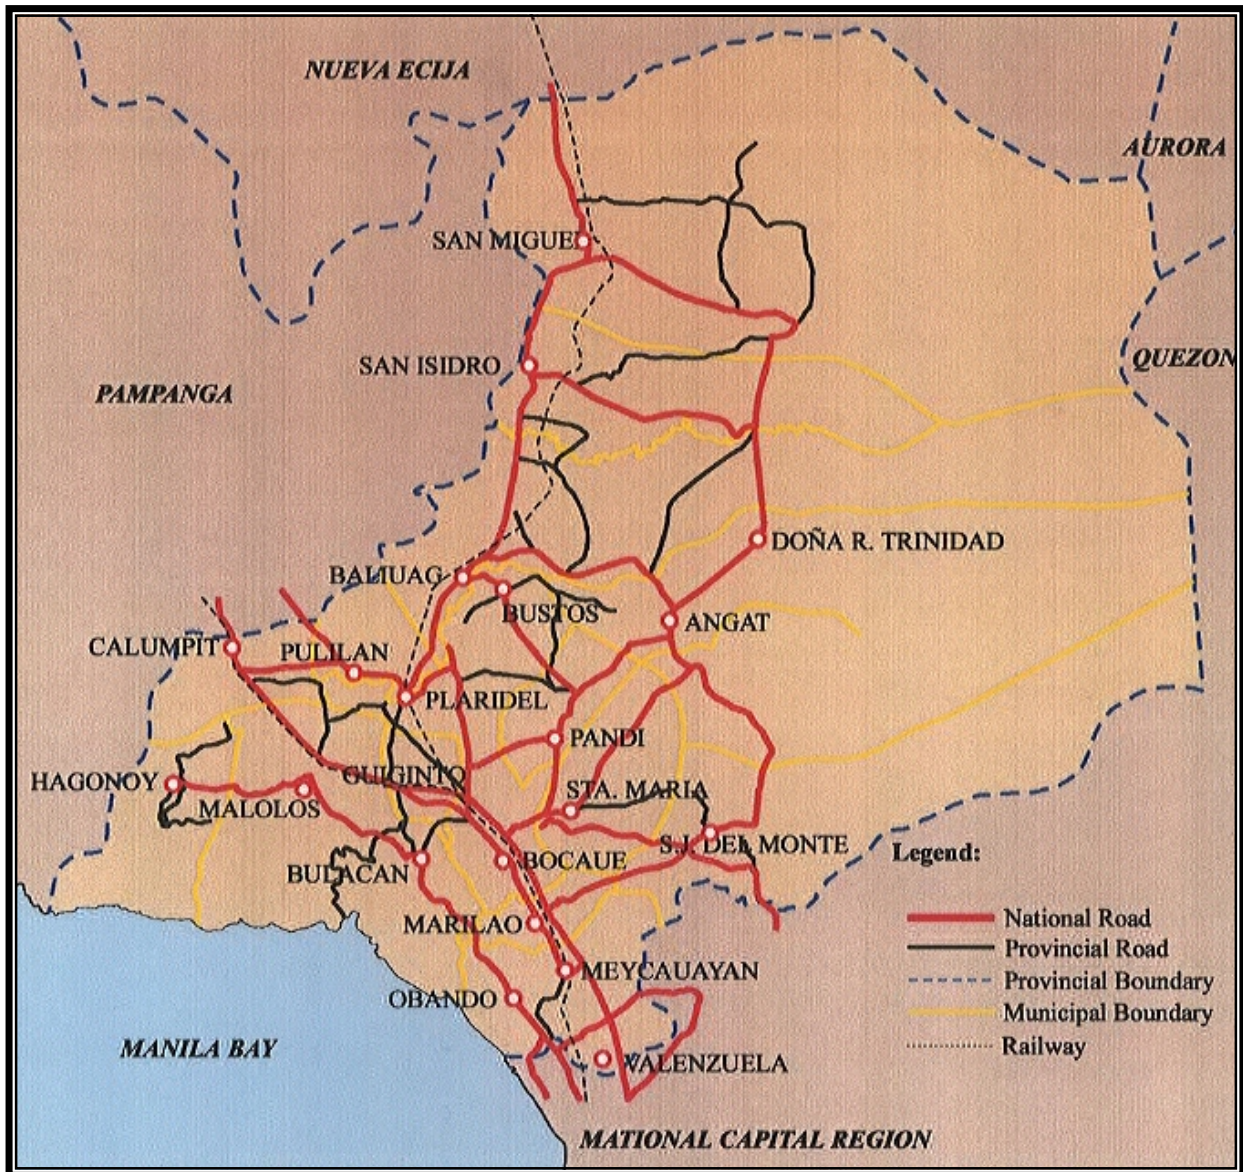 NUEVA ECIJA
AURORA
SAN MIGUEL
QUEZON
SAN ISIDRO
PAMPANGA
DOÑA R. TRINIDAD
BALIUAG
BUSTOS
ANGAT
CALUMPIT
PULILAN
PLARIDEL
PANDI
GUIGINTO
HAGONOY
STA. MARIA
MALOLOS
S.J. DEL MONTE
Legend:
BOCAUE
BULACAN
National Road
MARILAO
Provincial Road
MEYCAUAYAN
Provincial Boundary
OBANDO
Municipal Boundary
MANILA BAY
Railway
VALENZUELA
MATIONAL CAPITAL REGION